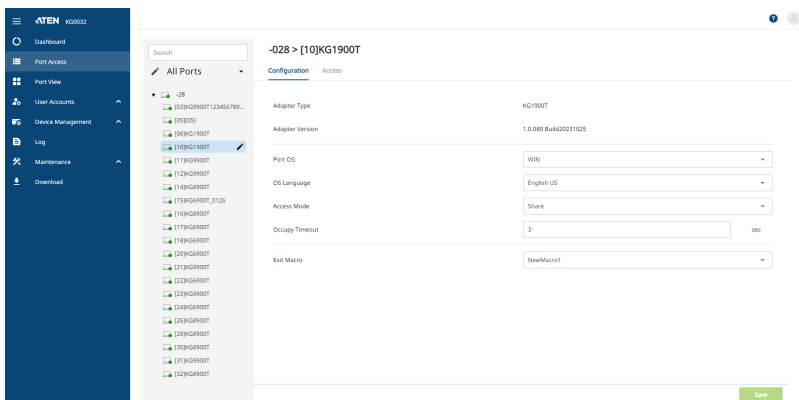 ATEN KG0032
Dashboard
Port Access
Port View
User Accounts
Device Management
Log
Maintenance
Download
Search
All Ports
-28
[03]KG9900T123456789...
[05][05]
[06]KG1900T
[10]KG1900T
[11]KG9900T
[12]KG9900T
[14]KG8900T
[15]KG6900T_0126
[16]KG8900T
[17]KG6900T
[18]KG6900T
[20]KG6900T
[21]KG9900T
[22]KG6900T
[23]KG9900T
[24]KG6900T
[26]KG8900T
[28]KG8900T
[30]KG8900T
[31]KG9900T
[32]KG8900T
-028 > [10]KG1900T
Configuration Access
Adapter Type KG1900T
Adapter Version 1.0.080 Build20231025
Port OS: WIN
OS Language English US
Access Mode Share
Occupy Timeout 3 sec
Exit Macro NewMacro1
Save